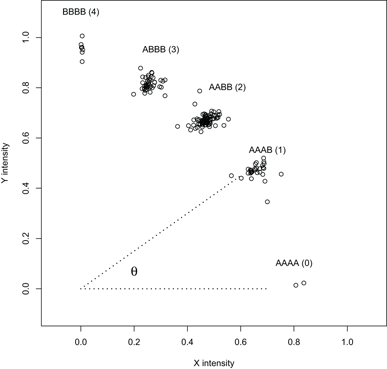 BBBB (4)
ABBB (3)
AABB (2)
AAAB (1)
AAAA (0)
θ
Y intensity
0.0
0.2
0.4
0.6
0.8
1.0
0.0 0.2 0.4 0.6 0.8 1.0
X intensity